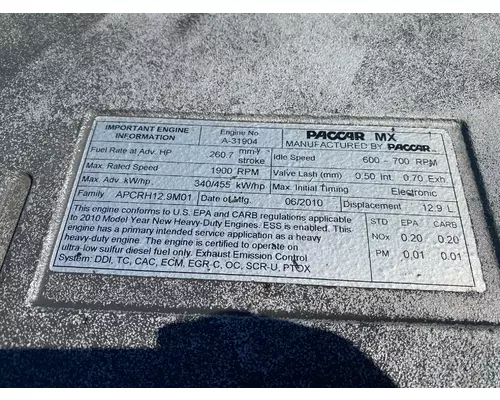 IMPORTANT ENGINE INFORMATION
Engine No
A-31904
PACCAR MX
MANUFACTURED BY PACCAR
Fuel Rate at Adv. HP 260.7 mm³/ stroke Idle Speed 600 - 700 RPM
Max. Rated Speed 1900 RPM Valve Lash (mm) 0.50 Int 0.70 Exh
Max. Adv. kW/hp 340/455 kW/hp Max. Initial Timing Electronic
Family APCRH12.9M01 Date of Mfg. 06/2010 Displacement 12.9 L
This engine conforms to U.S. EPA and CARB regulations applicable
to 2010 Model Year New Heavy-Duty Engines. ESS is enabled. This
engine has a primary intended service application as a heavy
heavy-duty engine. The engine is certified to operate on
ultra-low sulfur diesel fuel only. Exhaust Emission Control
System: DDI, TC, CAC, ECM, EGR-C, OC, SCR-U, PTOX
STD EPA CARB
NOx 0.20 0.20
PM 0.01 0.01